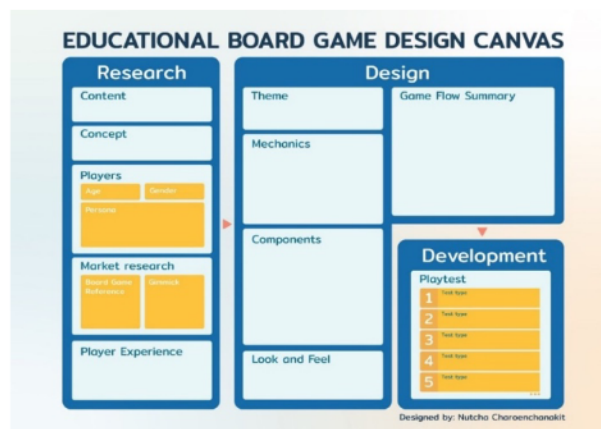 EDUCATIONAL BOARD GAME DESIGN CANVAS
Research
Content
Concept
Players
Age
Gender
Persona
Market research
Board Game
Reference
Gimmick
Player Experience
Design
Theme
Mechanics
Components
Look and Feel
Game Flow Summary
Development
Playtest
1 Test type
2 Test type
3 Test type
4 Test type
5 Test type
Designed by: Nutcha Charoenchanakit